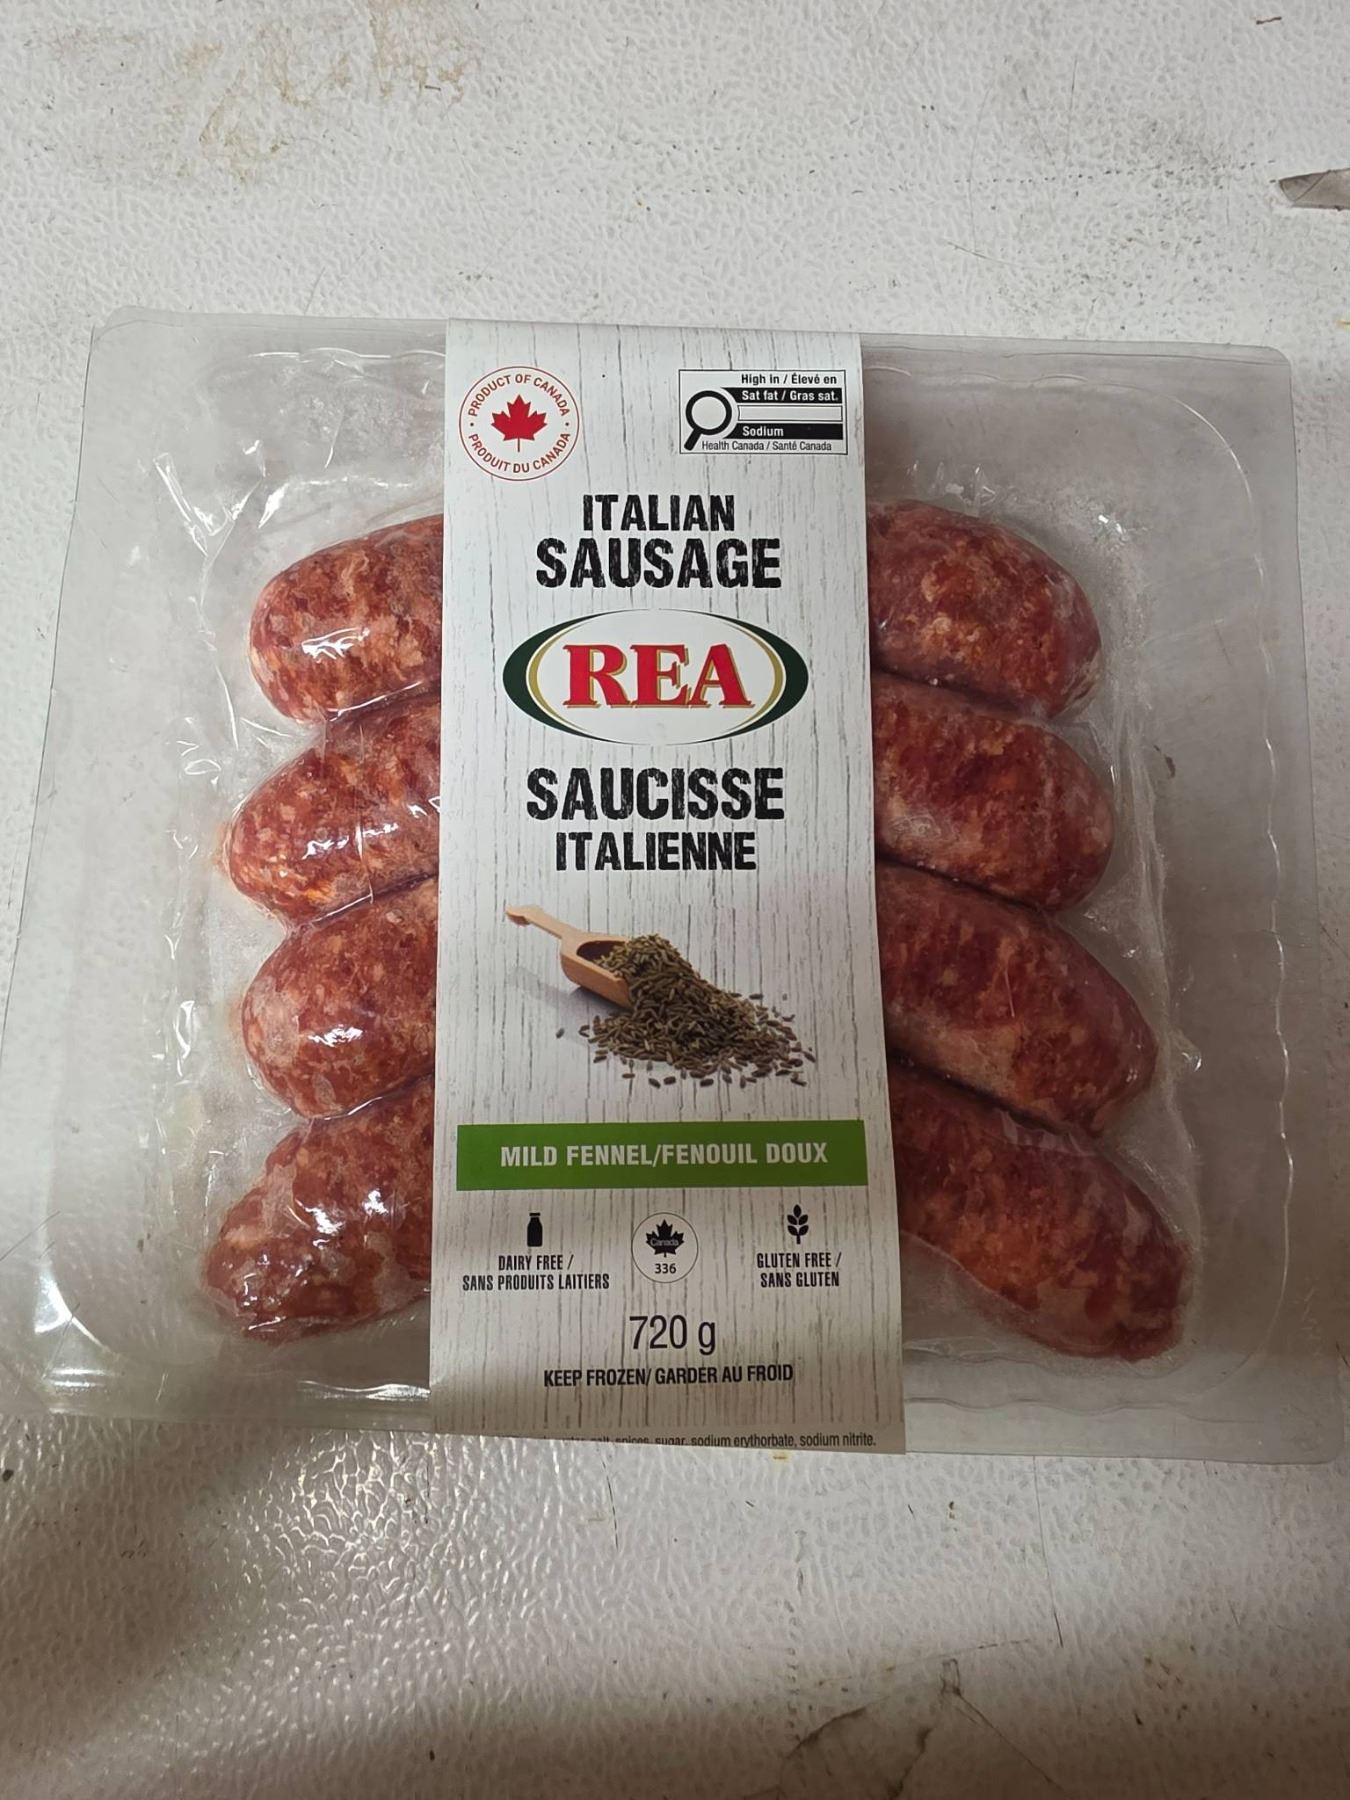 PRODUCT OF CANADA
PRODUIT DU CANADA
High in / Élevé en
Sat fat / Gras sat.
Sodium
Health Canada / Santé Canada
ITALIAN
SAUSAGE
REA
SAUCISSE
ITALIENNE
MILD FENNEL/FENOUIL DOUX
DAIRY FREE /
SANS PRODUITS LAITIERS
Canada
336
GLUTEN FREE /
SANS GLUTEN
720 g
KEEP FROZEN/ GARDER AU FROID
salt, spices, sugar, sodium erythorbate, sodium nitrite.